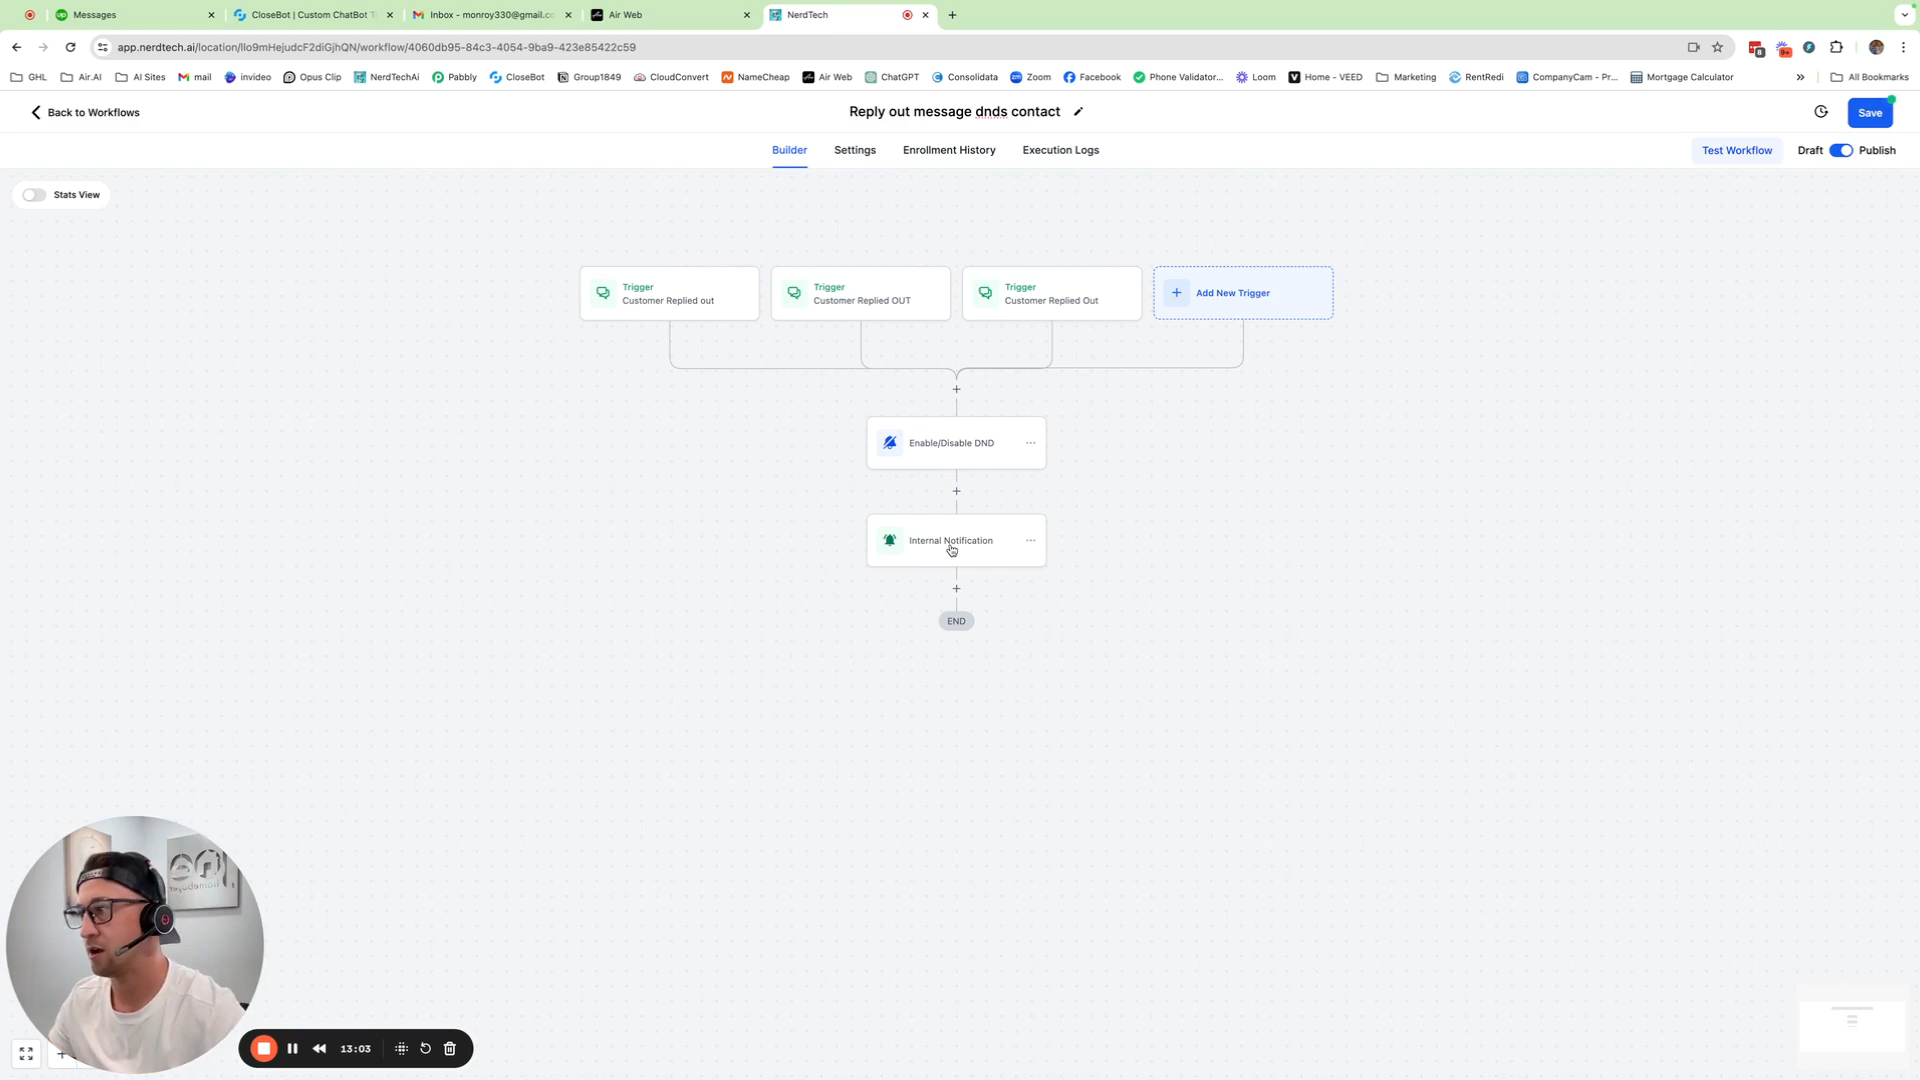 Messages
CloseBot | Custom ChatBot T
Inbox - monroy330@gmail.co
Air Web
NerdTech
app.nerdtech.ai/location/llo9mHejudcF2diGjhQN/workflow/4060db95-84c3-4054-9ba9-423e85422c59
GHL
Air.AI
AI Sites
mail
invideo
Opus Clip
NerdTechAi
Pabbly
CloseBot
Group1849
CloudConvert
NameCheap
Air Web
ChatGPT
Consolidata
Zoom
Facebook
Phone Validator...
Loom
Home - VEED
Marketing
RentRedi
CompanyCam - Pr...
Mortgage Calculator
All Bookmarks
Back to Workflows
Reply out message dnds contact
Save
Builder
Settings
Enrollment History
Execution Logs
Test Workflow
Draft
Publish
Stats View
Trigger
Customer Replied out
Trigger
Customer Replied OUT
Trigger
Customer Replied Out
Add New Trigger
Enable/Disable DND
Internal Notification
END
13:03